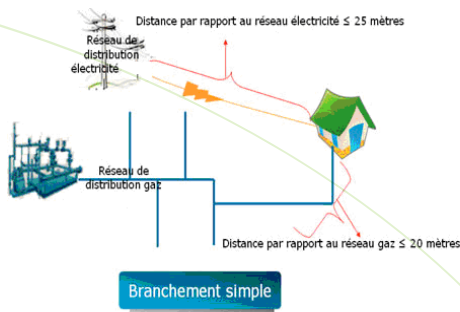 Distance par rapport au réseau électricité ≤ 25 mètres
Réseau de
distribution
électricité
Réseau de
distribution gaz
Distance par rapport au réseau gaz ≤ 20 mètres
Branchement simple